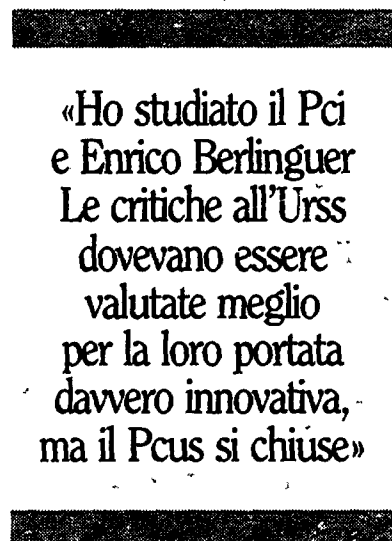 «Ho studiato il Pci
e Enrico Berlinguer
Le critiche all'Urss
dovevano essere
valutate meglio
per la loro portata
davvero innovativa,
ma il Pcus si chiuse»